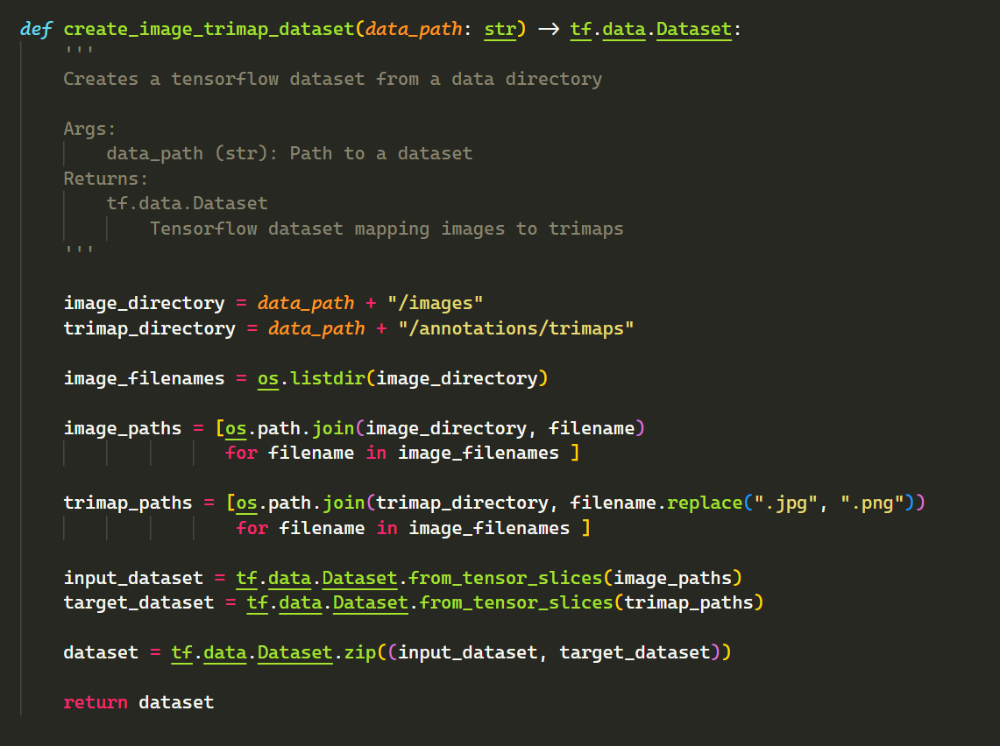 def create_image_trimap_dataset(data_path: str) -> tf.data.Dataset:
'''
Creates a tensorflow dataset from a data directory
Args:
data_path (str): Path to a dataset
Returns:
tf.data.Dataset
Tensorflow dataset mapping images to trimaps
'''
image_directory = data_path + "/images"
trimap_directory = data_path + "/annotations/trimaps"
image_filenames = os.listdir(image_directory)
image_paths = [os.path.join(image_directory, filename)
for filename in image_filenames ]
trimap_paths = [os.path.join(trimap_directory, filename.replace(".jpg", ".png"))
for filename in image_filenames ]
input_dataset = tf.data.Dataset.from_tensor_slices(image_paths)
target_dataset = tf.data.Dataset.from_tensor_slices(trimap_paths)
dataset = tf.data.Dataset.zip((input_dataset, target_dataset))
return dataset